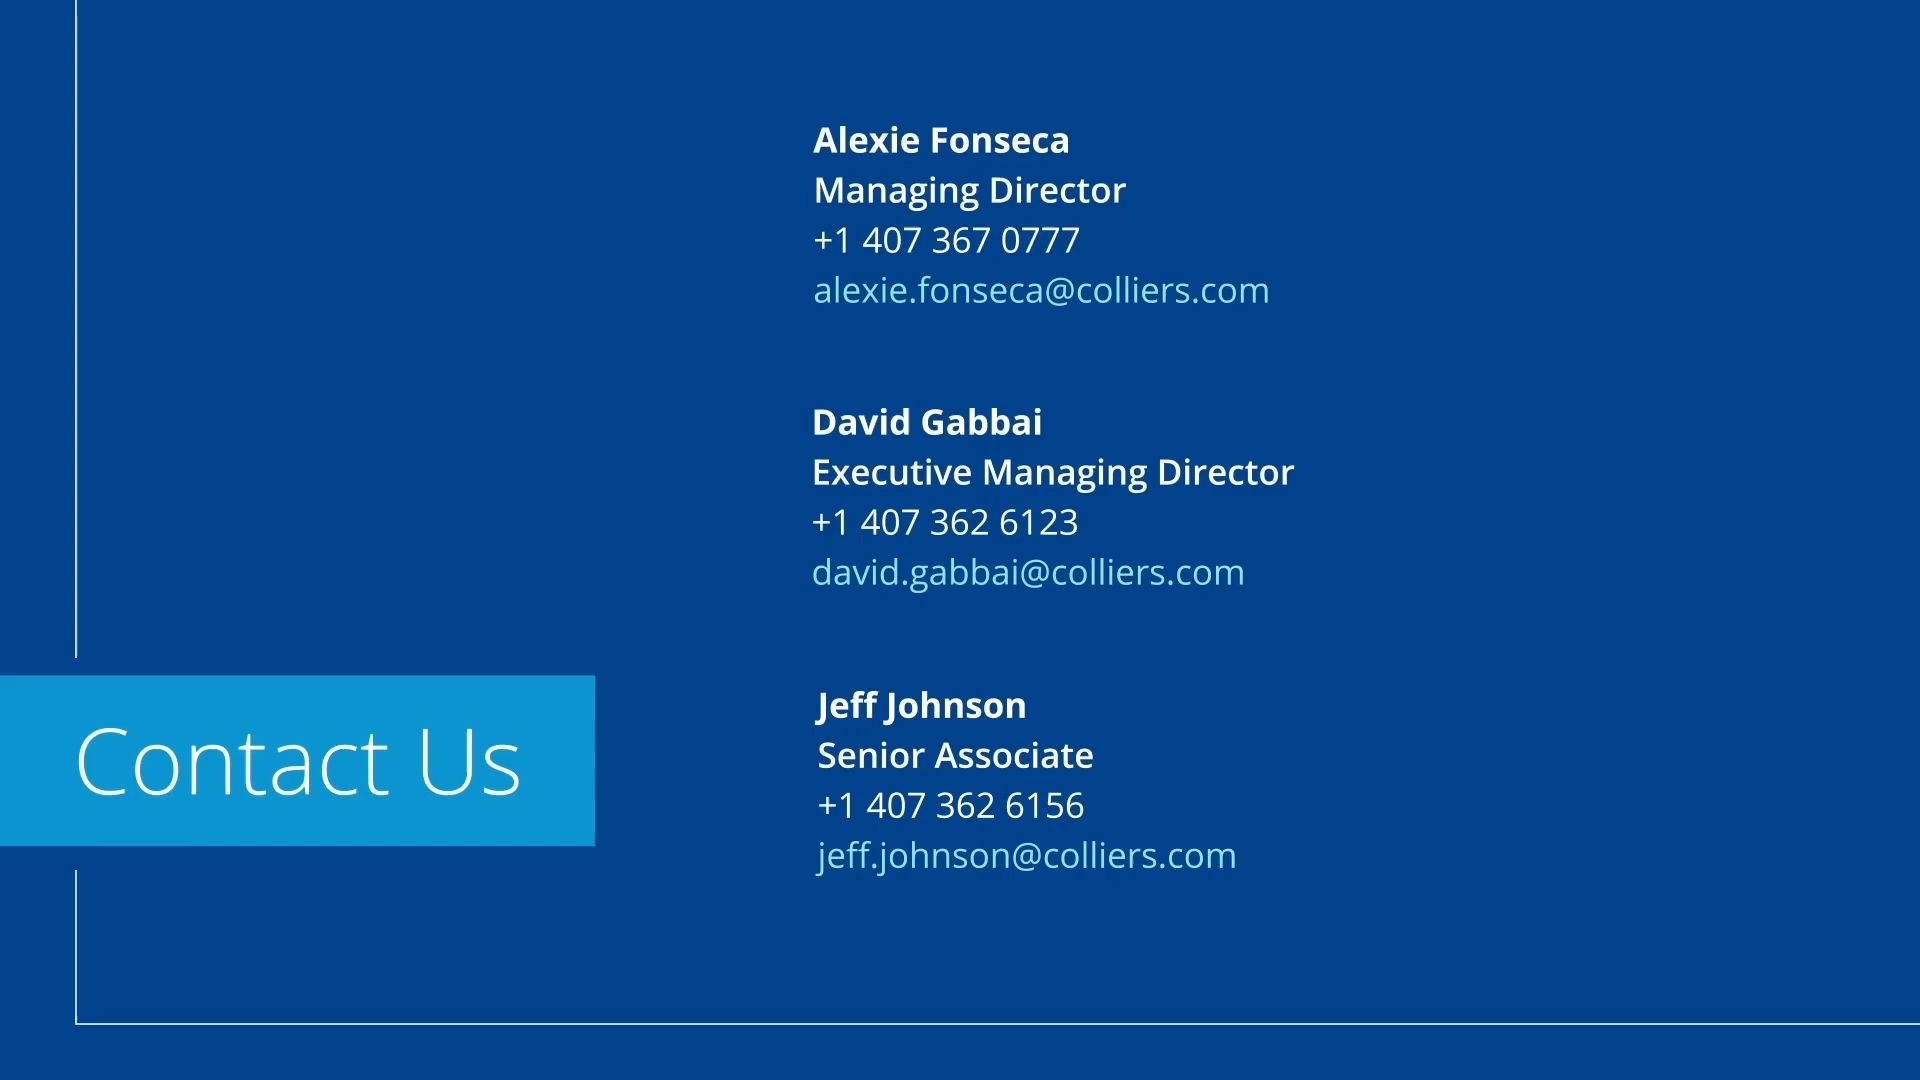 Alexie Fonseca
Managing Director
+1 407 367 0777
alexie.fonseca@colliers.com
David Gabbai
Executive Managing Director
+1 407 362 6123
david.gabbai@colliers.com
Jeff Johnson
Senior Associate
+1 407 362 6156
jeff.johnson@colliers.com
Contact Us